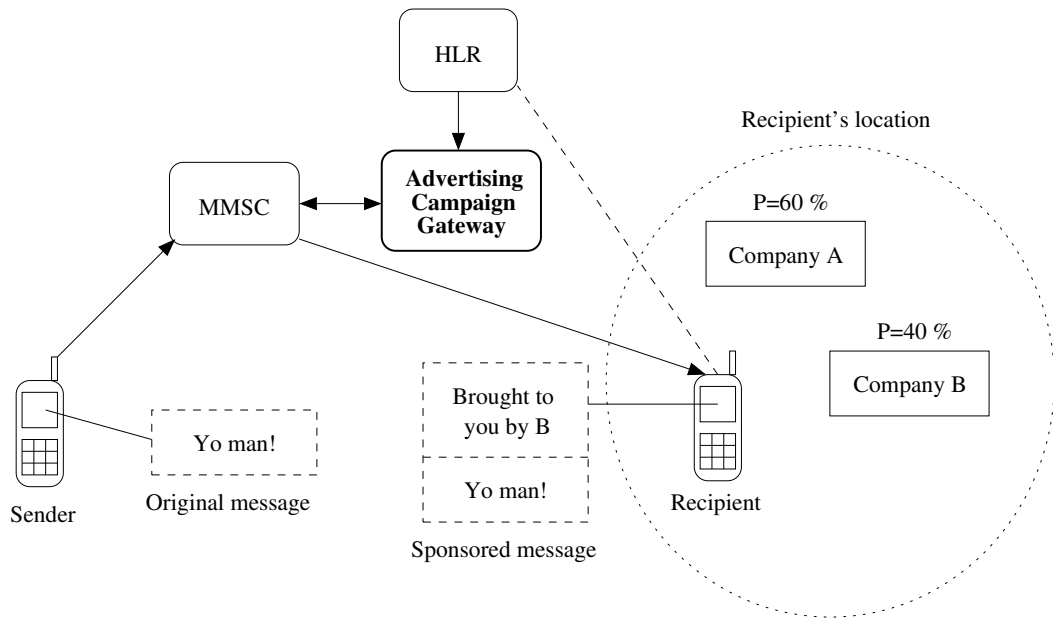 HLR
Recipient's location
Advertising
Campaign
Gateway
MMSC
P=60 %
Company A
P=40 %
Company B
Brought to
you by B
Yo man!
Yo man!
Original message
Sender
Recipient
Sponsored message